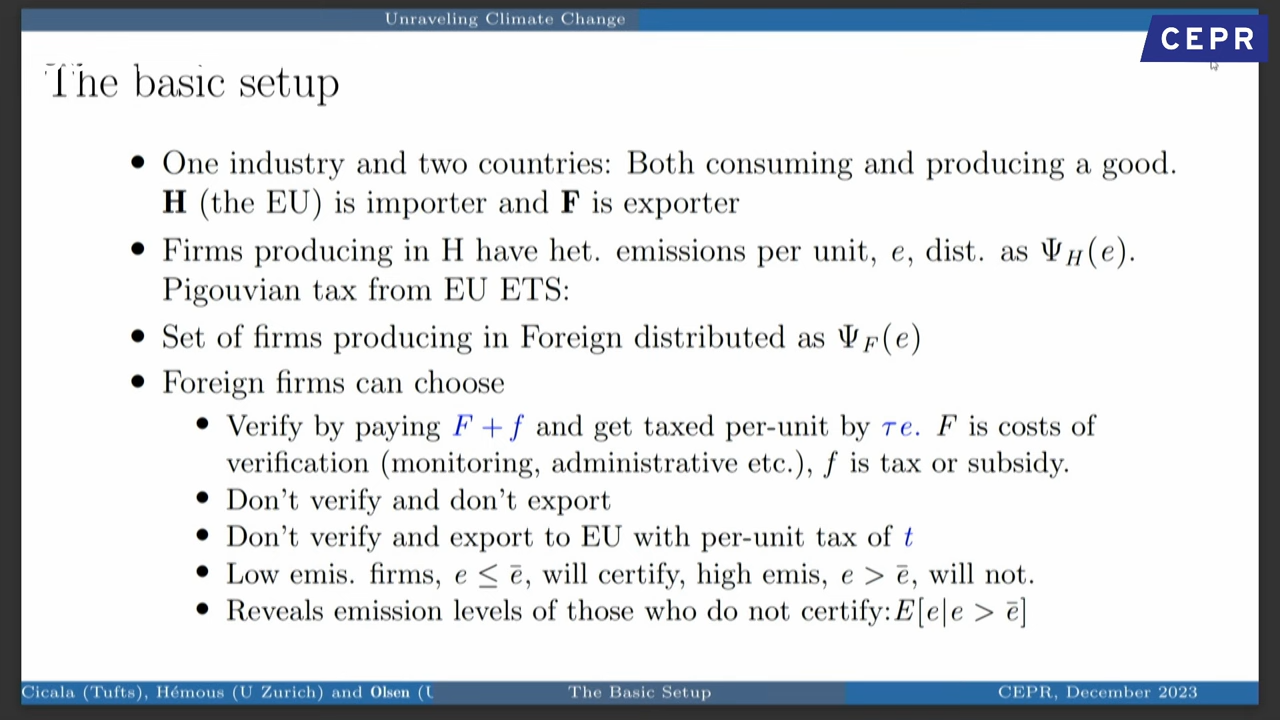 Unraveling Climate Change
CEPR
The basic setup
• One industry and two countries: Both consuming and producing a good.
H (the EU) is importer and F is exporter
• Firms producing in H have het. emissions per unit, e, dist. as Ψ_H(e).
Pigouvian tax from EU ETS:
• Set of firms producing in Foreign distributed as Ψ_F(e)
• Foreign firms can choose
• Verify by paying F + f and get taxed per-unit by τe. F is costs of
verification (monitoring, administrative etc.), f is tax or subsidy.
• Don't verify and don't export
• Don't verify and export to EU with per-unit tax of t
• Low emis. firms, e ≤ ē, will certify, high emis, e > ē, will not.
• Reveals emission levels of those who do not certify: E[e|e > ē]
Cicala (Tufts), Hémous (U Zurich) and Olsen (U
The Basic Setup
CEPR, December 2023